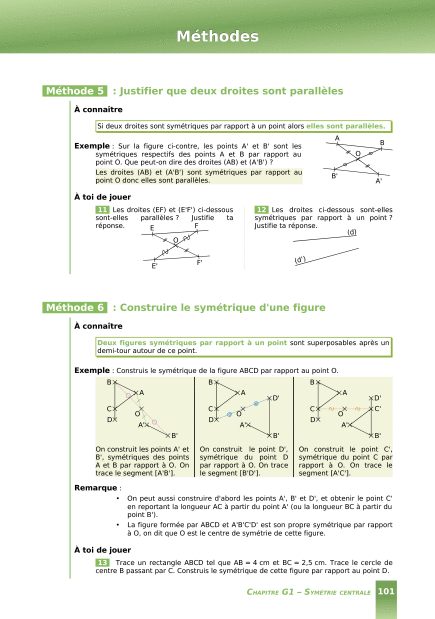 Méthodes
Méthode 5 : Justifier que deux droites sont parallèles
À connaître
Si deux droites sont symétriques par rapport à un point alors elles sont parallèles.
Exemple : Sur la figure ci-contre, les points A' et B' sont les
symétriques respectifs des points A et B par rapport au
point O. Que peut-on dire des droites (AB) et (A'B') ?
Les droites (AB) et (A'B') sont symétriques par rapport au
point O donc elles sont parallèles.
A
B
O
B'
A'
À toi de jouer
11 Les droites (EF) et (E'F') ci-dessous
sont-elles parallèles ? Justifie ta
réponse.
E
F
O
E'
F'
12 Les droites ci-dessous sont-elles
symétriques par rapport à un point ?
Justifie ta réponse.
(d)
(d')
Méthode 6 : Construire le symétrique d'une figure
À connaître
Deux figures symétriques par rapport à un point sont superposables après un
demi-tour autour de ce point.
Exemple : Construis le symétrique de la figure ABCD par rapport au point O.
B
A
C
O
D
A'
B'
On construit les points A' et
B', symétriques des points
A et B par rapport à O. On
trace le segment [A'B'].
B
A
D'
C
O
D
A'
B'
On construit le point D',
symétrique du point D
par rapport à O. On trace
le segment [B'D'].
B
A
D'
C
O
C'
D
A'
B'
On construit le point C',
symétrique du point C par
rapport à O. On trace le
segment [A'C'].
Remarque :
• On peut aussi construire d'abord les points A', B' et D', et obtenir le point C'
en reportant la longueur AC à partir du point A' (ou la longueur BC à partir du
point B').
• La figure formée par ABCD et A'B'C'D' est son propre symétrique par rapport
à O, on dit que O est le centre de symétrie de cette figure.
À toi de jouer
13 Trace un rectangle ABCD tel que AB = 4 cm et BC = 2,5 cm. Trace le cercle de
centre B passant par C. Construis le symétrique de cette figure par rapport au point D.
CHAPITRE G1 – SYMÉTRIE CENTRALE 101